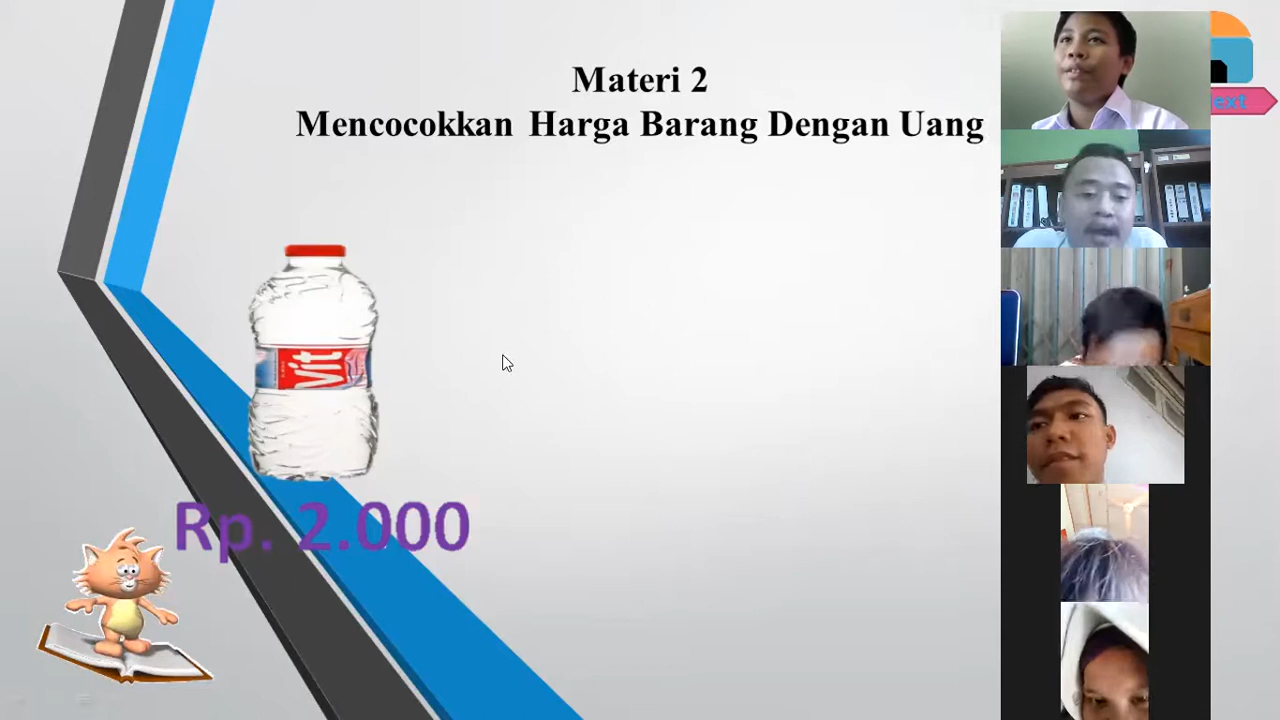 Materi 2
Mencocokkan Harga Barang Dengan Uang
ext
Vit
Rp. 2.000